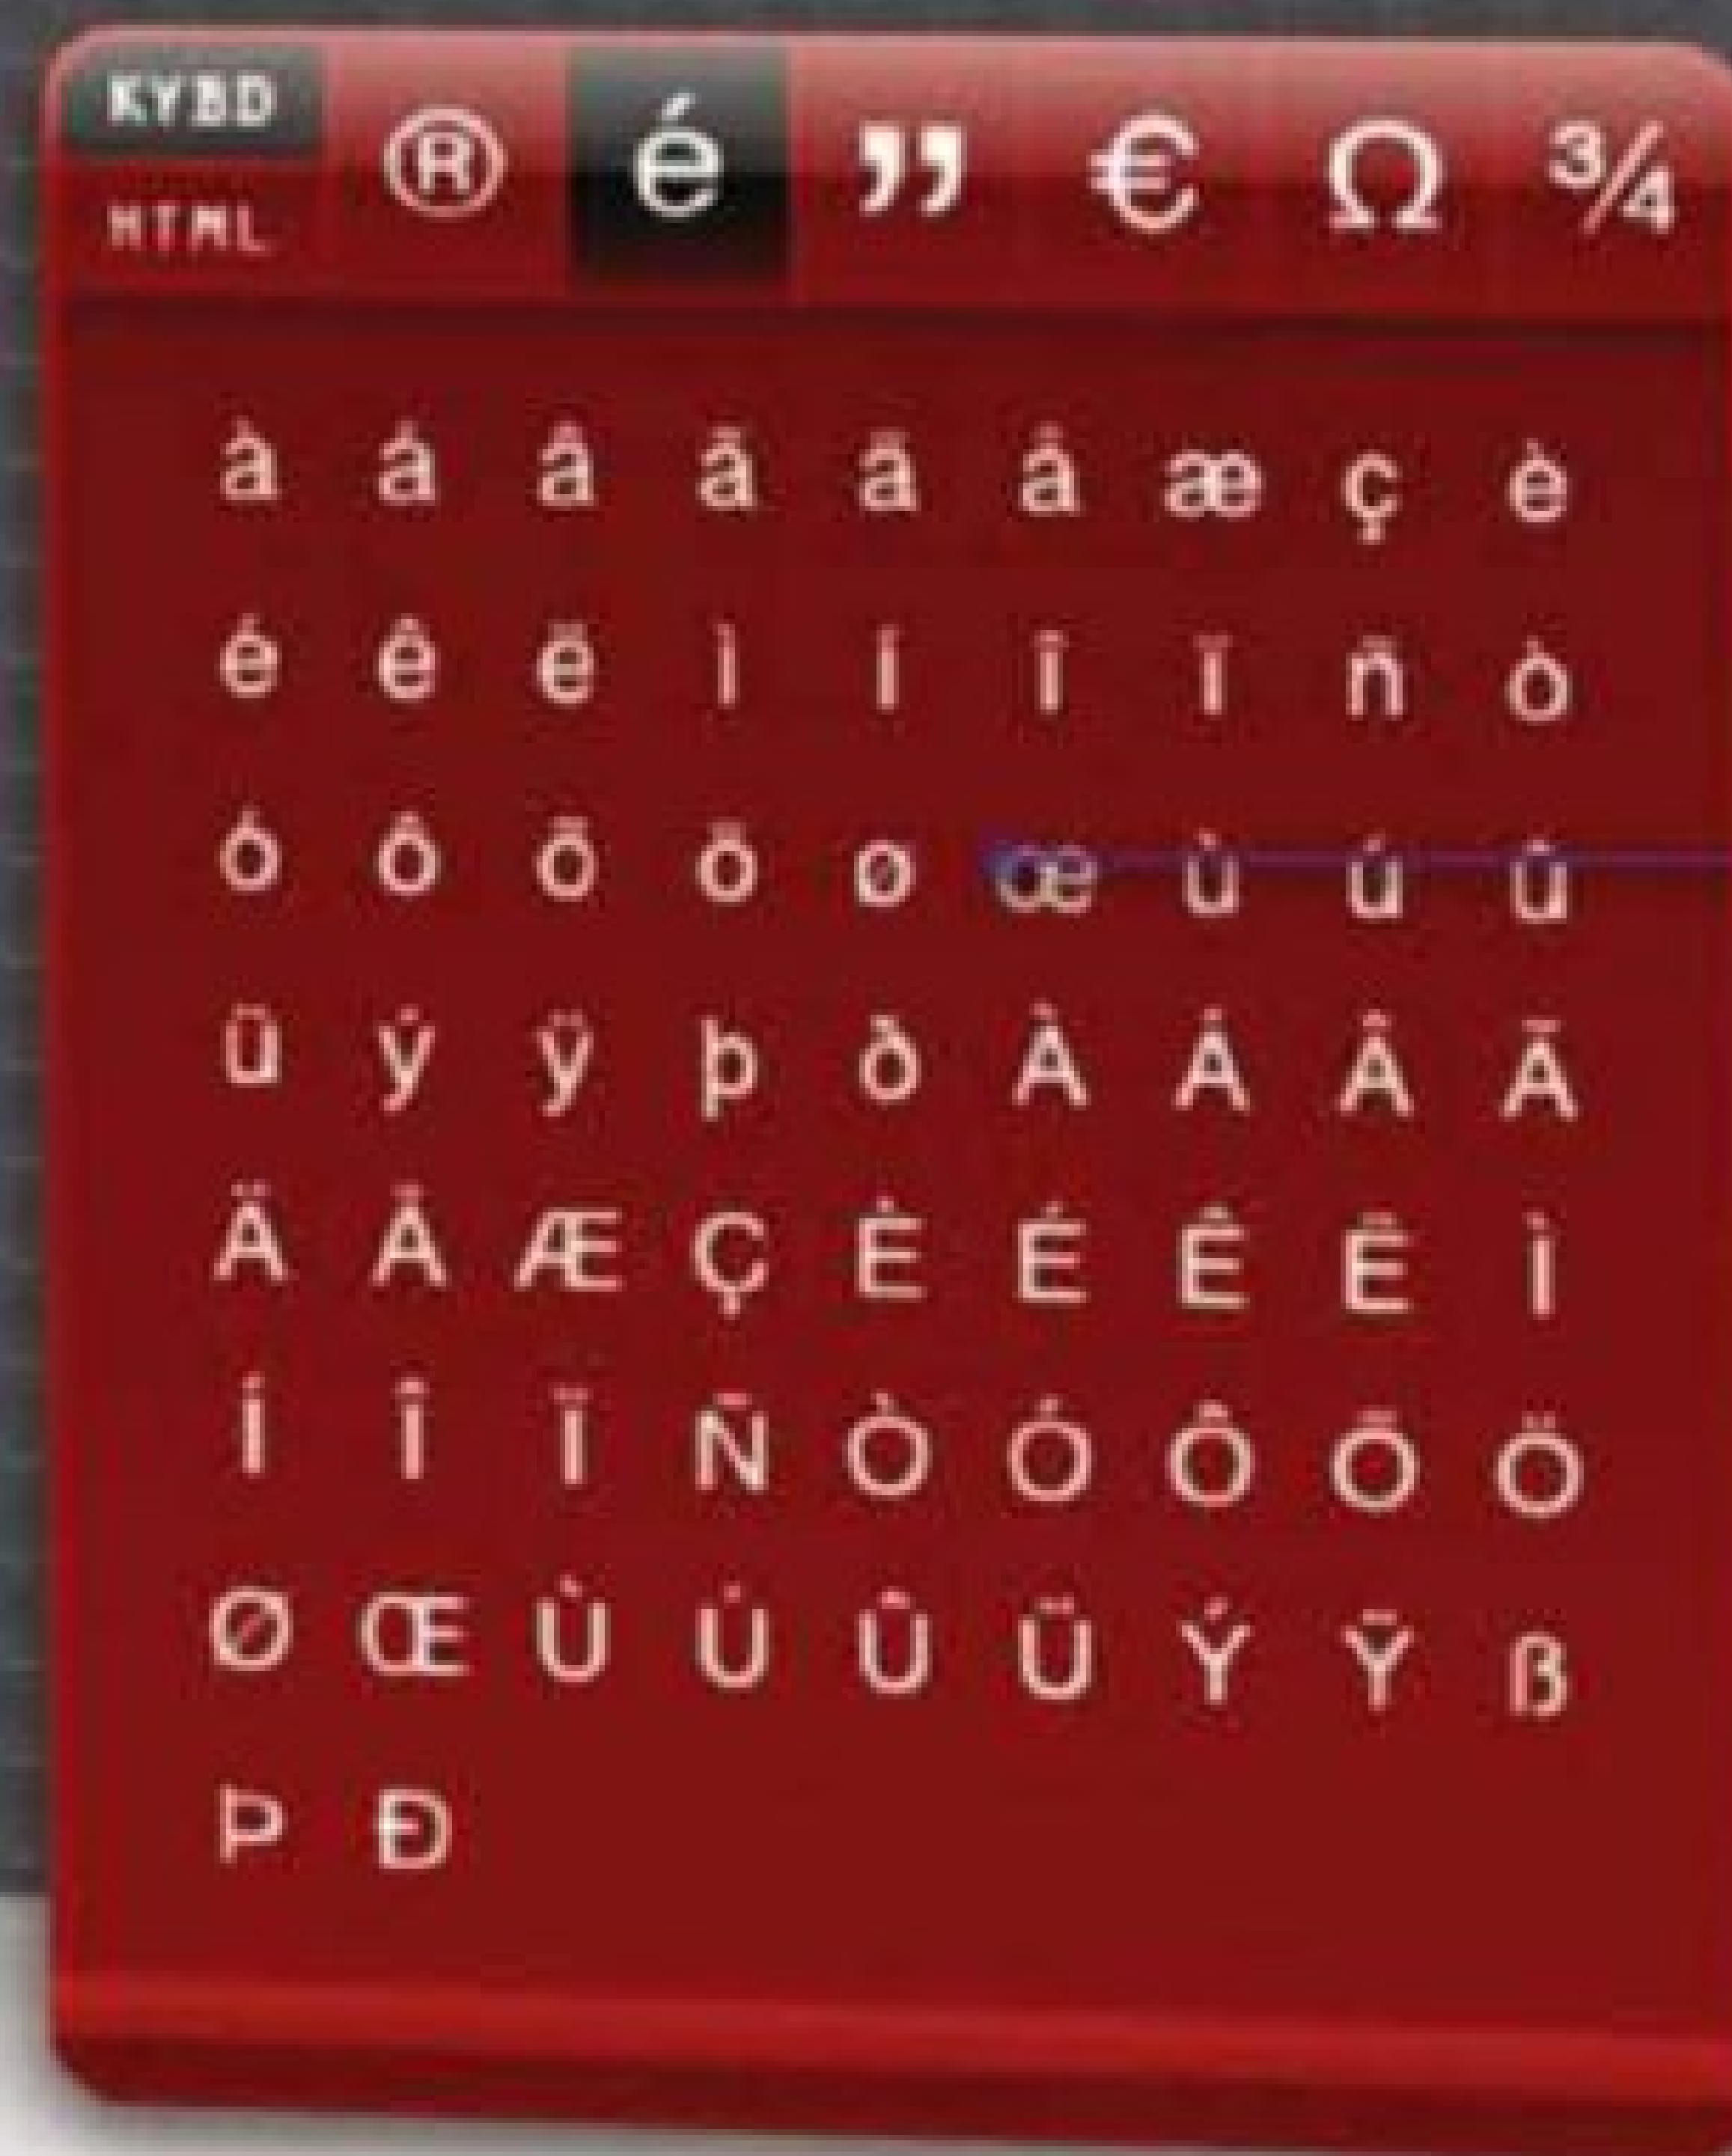 KYBD ® é ” € Ω ¾
HTML
à á â ã ä å æ ç è
é ê ë ì í î ï ñ ò
ó ô õ ö ø œ ù ú û
ü ý ÿ þ ð À Á Â Ã
Ä Å Æ Ç È É Ê Ë Ì
Í Î Ï Ñ Ò Ó Ô Õ Ö
Ø Œ Ù Ú Û Ü Ý Ÿ ß
Þ Ð